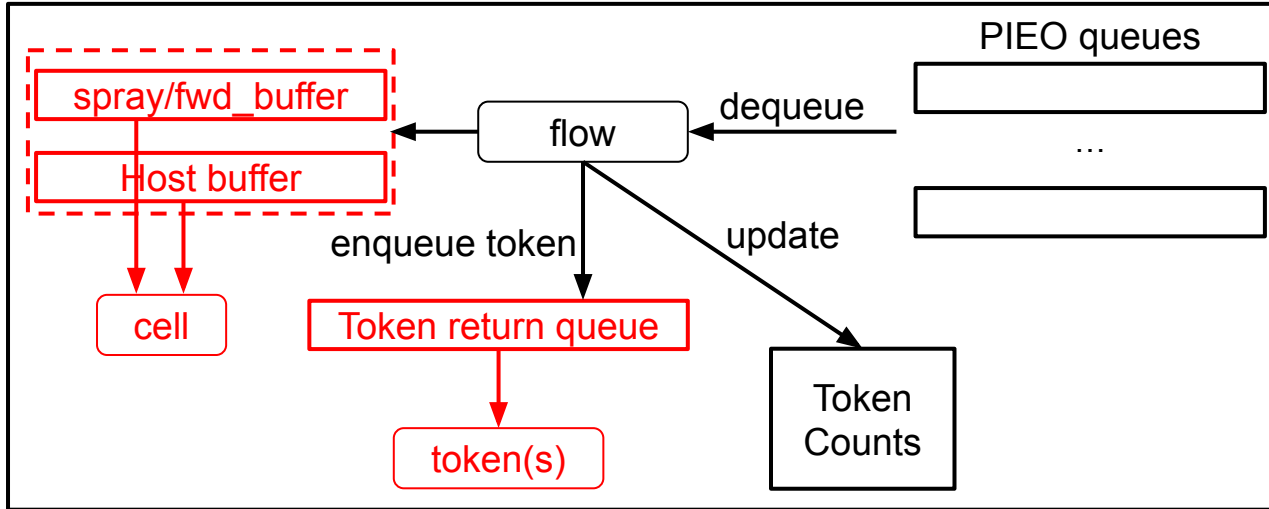 PIEO queues
spray/fwd_buffer
dequeue
flow
...
Host buffer
enqueue token
update
cell
Token return queue
Token
Counts
token(s)